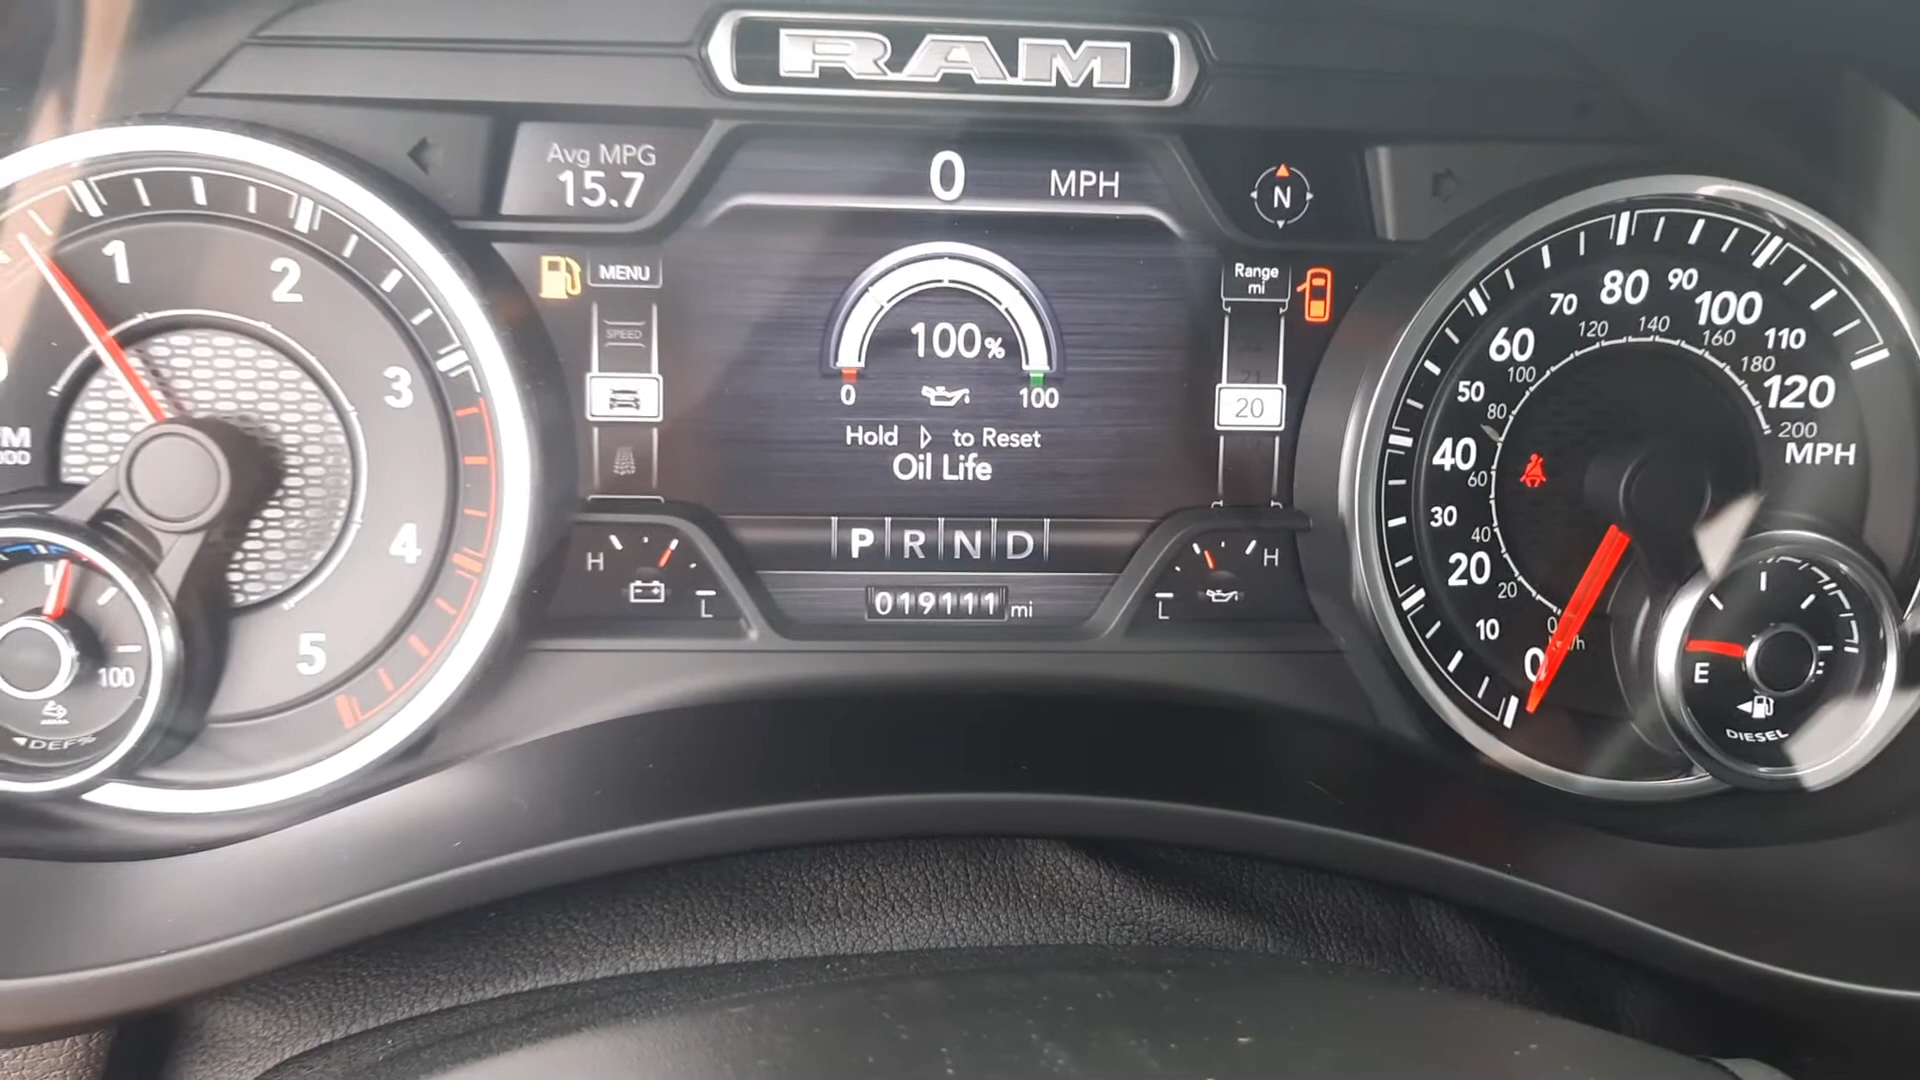 RAM
Avg MPG
15.7
0 MPH
N
MENU
SPEED
100%
0 100
Hold ▷ to Reset
Oil Life
Range
mi
21
20
P R N D
019111 mi
H L
L H
1
2
3
4
5
100
DEF%
0
10
20
30
40
50
60
70
80
90
100
110
120
MPH
0
20
40
60
80
100
120
140
160
180
200
E
DIESEL